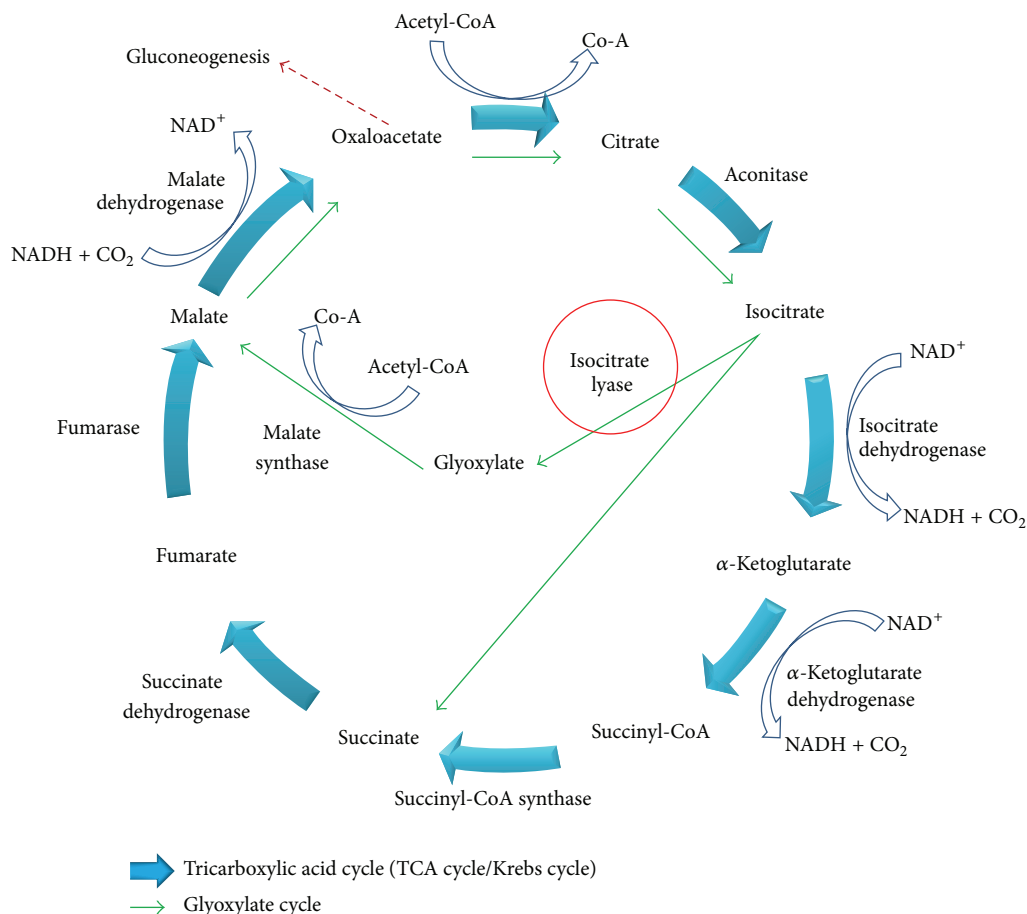 Acetyl-CoA
Co-A
Gluconeogenesis
NAD⁺
Oxaloacetate
Citrate
Malate
dehydrogenase
Aconitase
NADH + CO₂
Malate
Co-A
Isocitrate
Acetyl-CoA
Isocitrate
lyase
NAD⁺
Fumarase
Malate
synthase
Glyoxylate
Isocitrate
dehydrogenase
NADH + CO₂
Fumarate
α-Ketoglutarate
NAD⁺
Succinate
dehydrogenase
α-Ketoglutarate
dehydrogenase
Succinate
Succinyl-CoA
NADH + CO₂
Succinyl-CoA synthase
Tricarboxylic acid cycle (TCA cycle/Krebs cycle)
Glyoxylate cycle